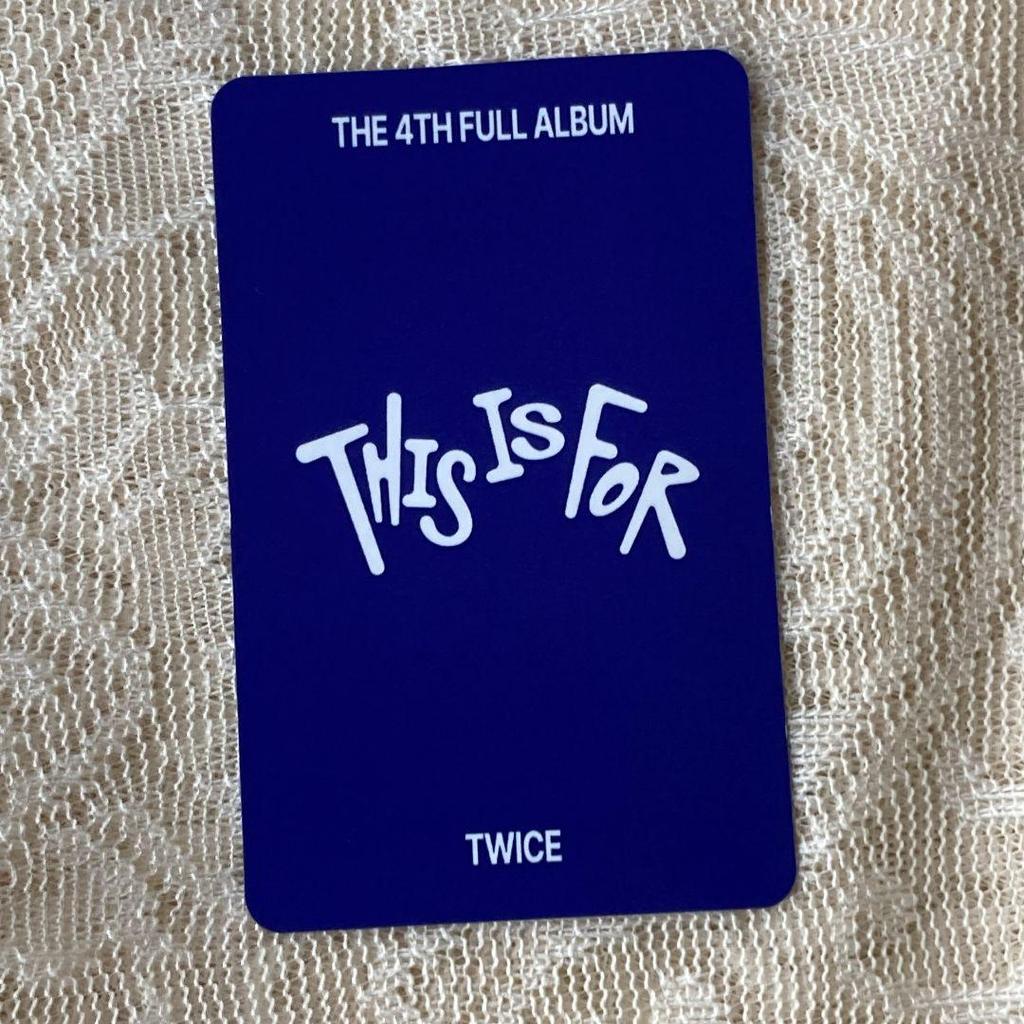 THE 4TH FULL ALBUM
THIS IS FOR
TWICE